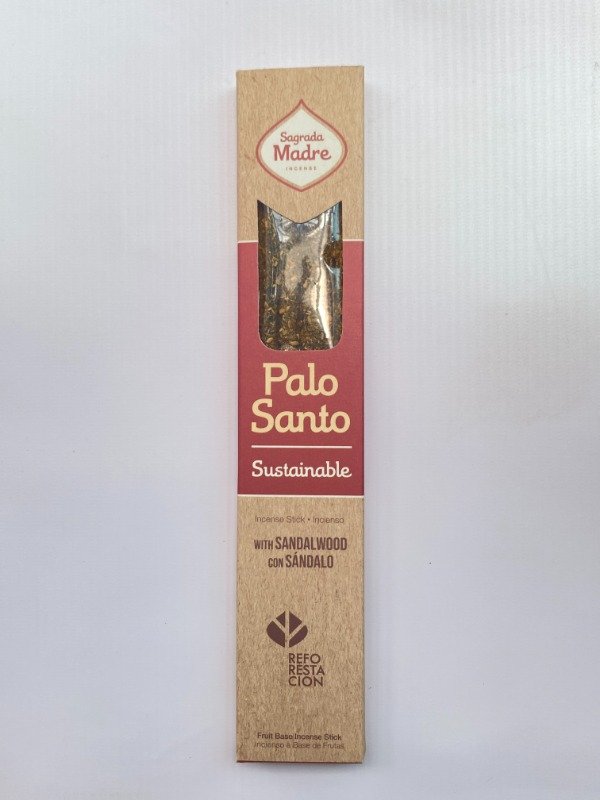 Sagrada
Madre
INCENSE
Palo
Santo
Sustainable
Incense Stick • Incienso
WITH SANDALWOOD
CON SÁNDALO
REFO
RESTA
CIÓN
Fruit Base Incense Stick
Incienso a Base de Frutas